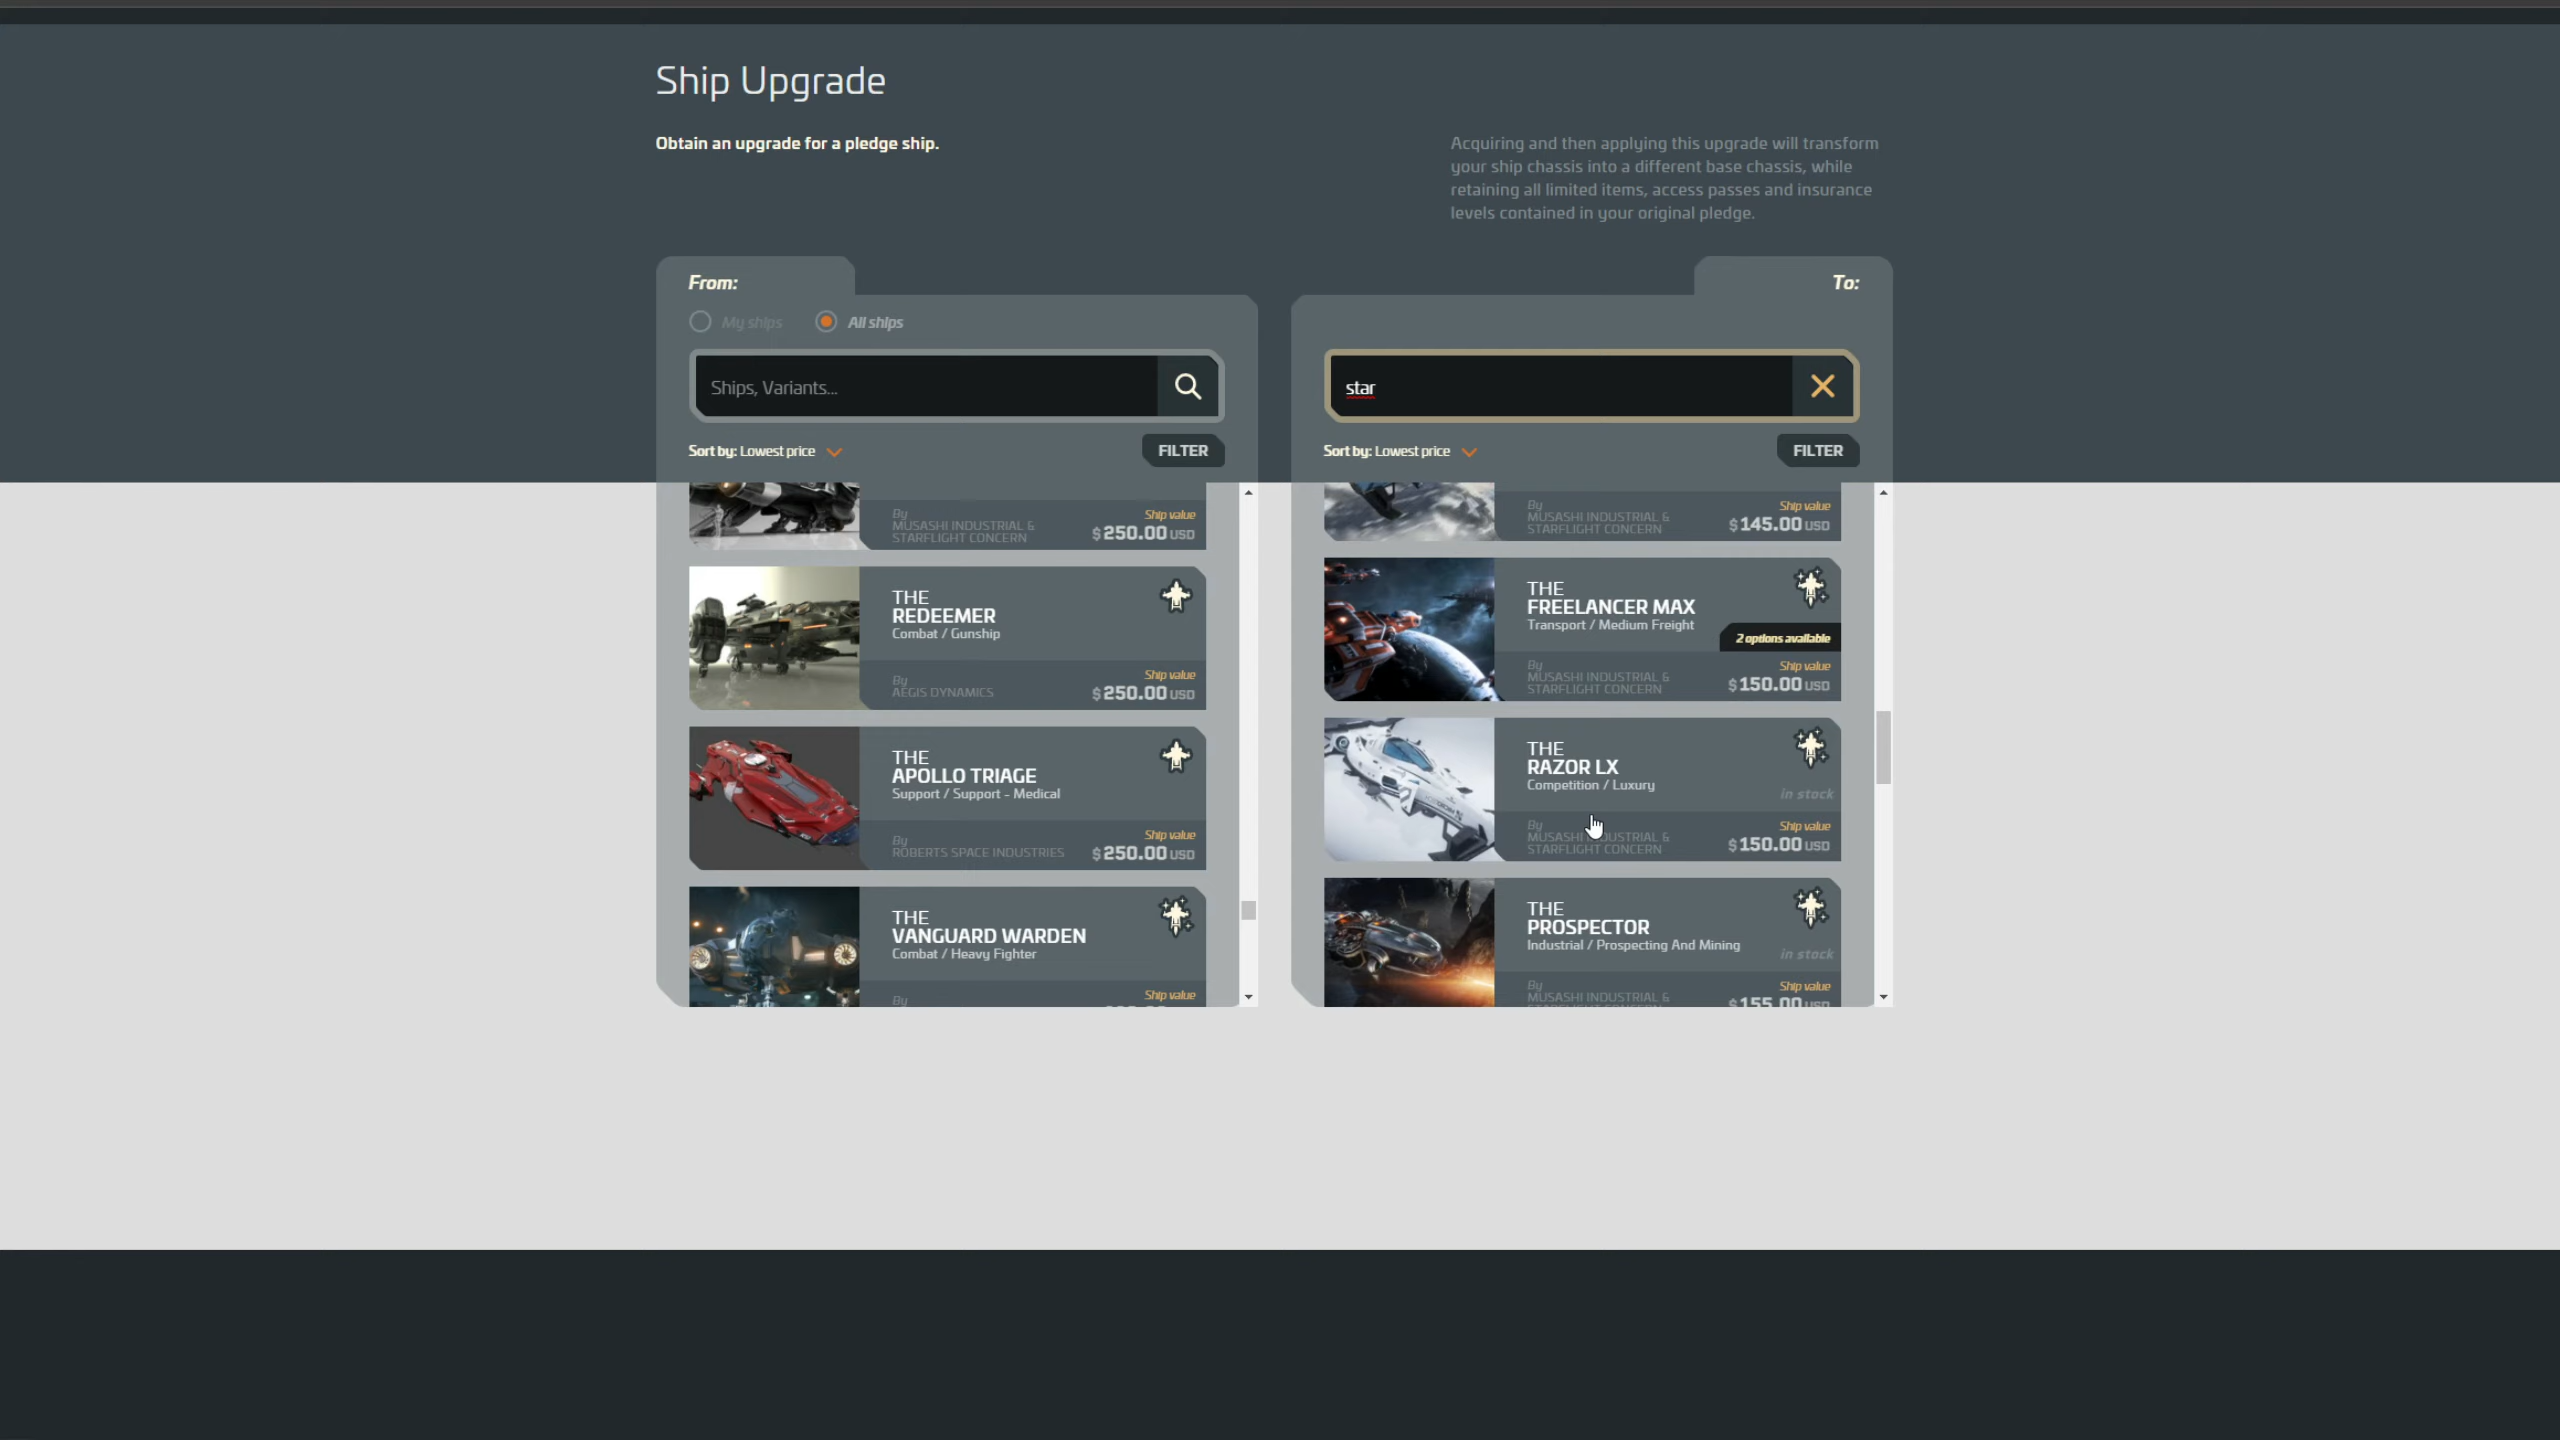 Ship Upgrade
Obtain an upgrade for a pledge ship.
Acquiring and then applying this upgrade will transform
your ship chassis into a different base chassis, while
retaining all limited items, access passes and insurance
levels contained in your original pledge.
From:
My ships
All ships
Ships, Variants...
Sort by: Lowest price
FILTER
By
MUSASHI INDUSTRIAL &
STARFLIGHT CONCERN
Ship value
$250.00 USD
THE
REDEEMER
Combat / Gunship
By
AEGIS DYNAMICS
Ship value
$250.00 USD
THE
APOLLO TRIAGE
Support / Support - Medical
By
ROBERTS SPACE INDUSTRIES
Ship value
$250.00 USD
THE
VANGUARD WARDEN
Combat / Heavy Fighter
By
Ship value
To:
star
Sort by: Lowest price
FILTER
By
MUSASHI INDUSTRIAL &
STARFLIGHT CONCERN
Ship value
$145.00 USD
THE
FREELANCER MAX
Transport / Medium Freight
2 options available
By
MUSASHI INDUSTRIAL &
STARFLIGHT CONCERN
Ship value
$150.00 USD
THE
RAZOR LX
Competition / Luxury
in stock
By
MUSASHI INDUSTRIAL &
STARFLIGHT CONCERN
Ship value
$150.00 USD
THE
PROSPECTOR
Industrial / Prospecting And Mining
in stock
By
MUSASHI INDUSTRIAL &
STARFLIGHT CONCERN
Ship value
$155.00 USD